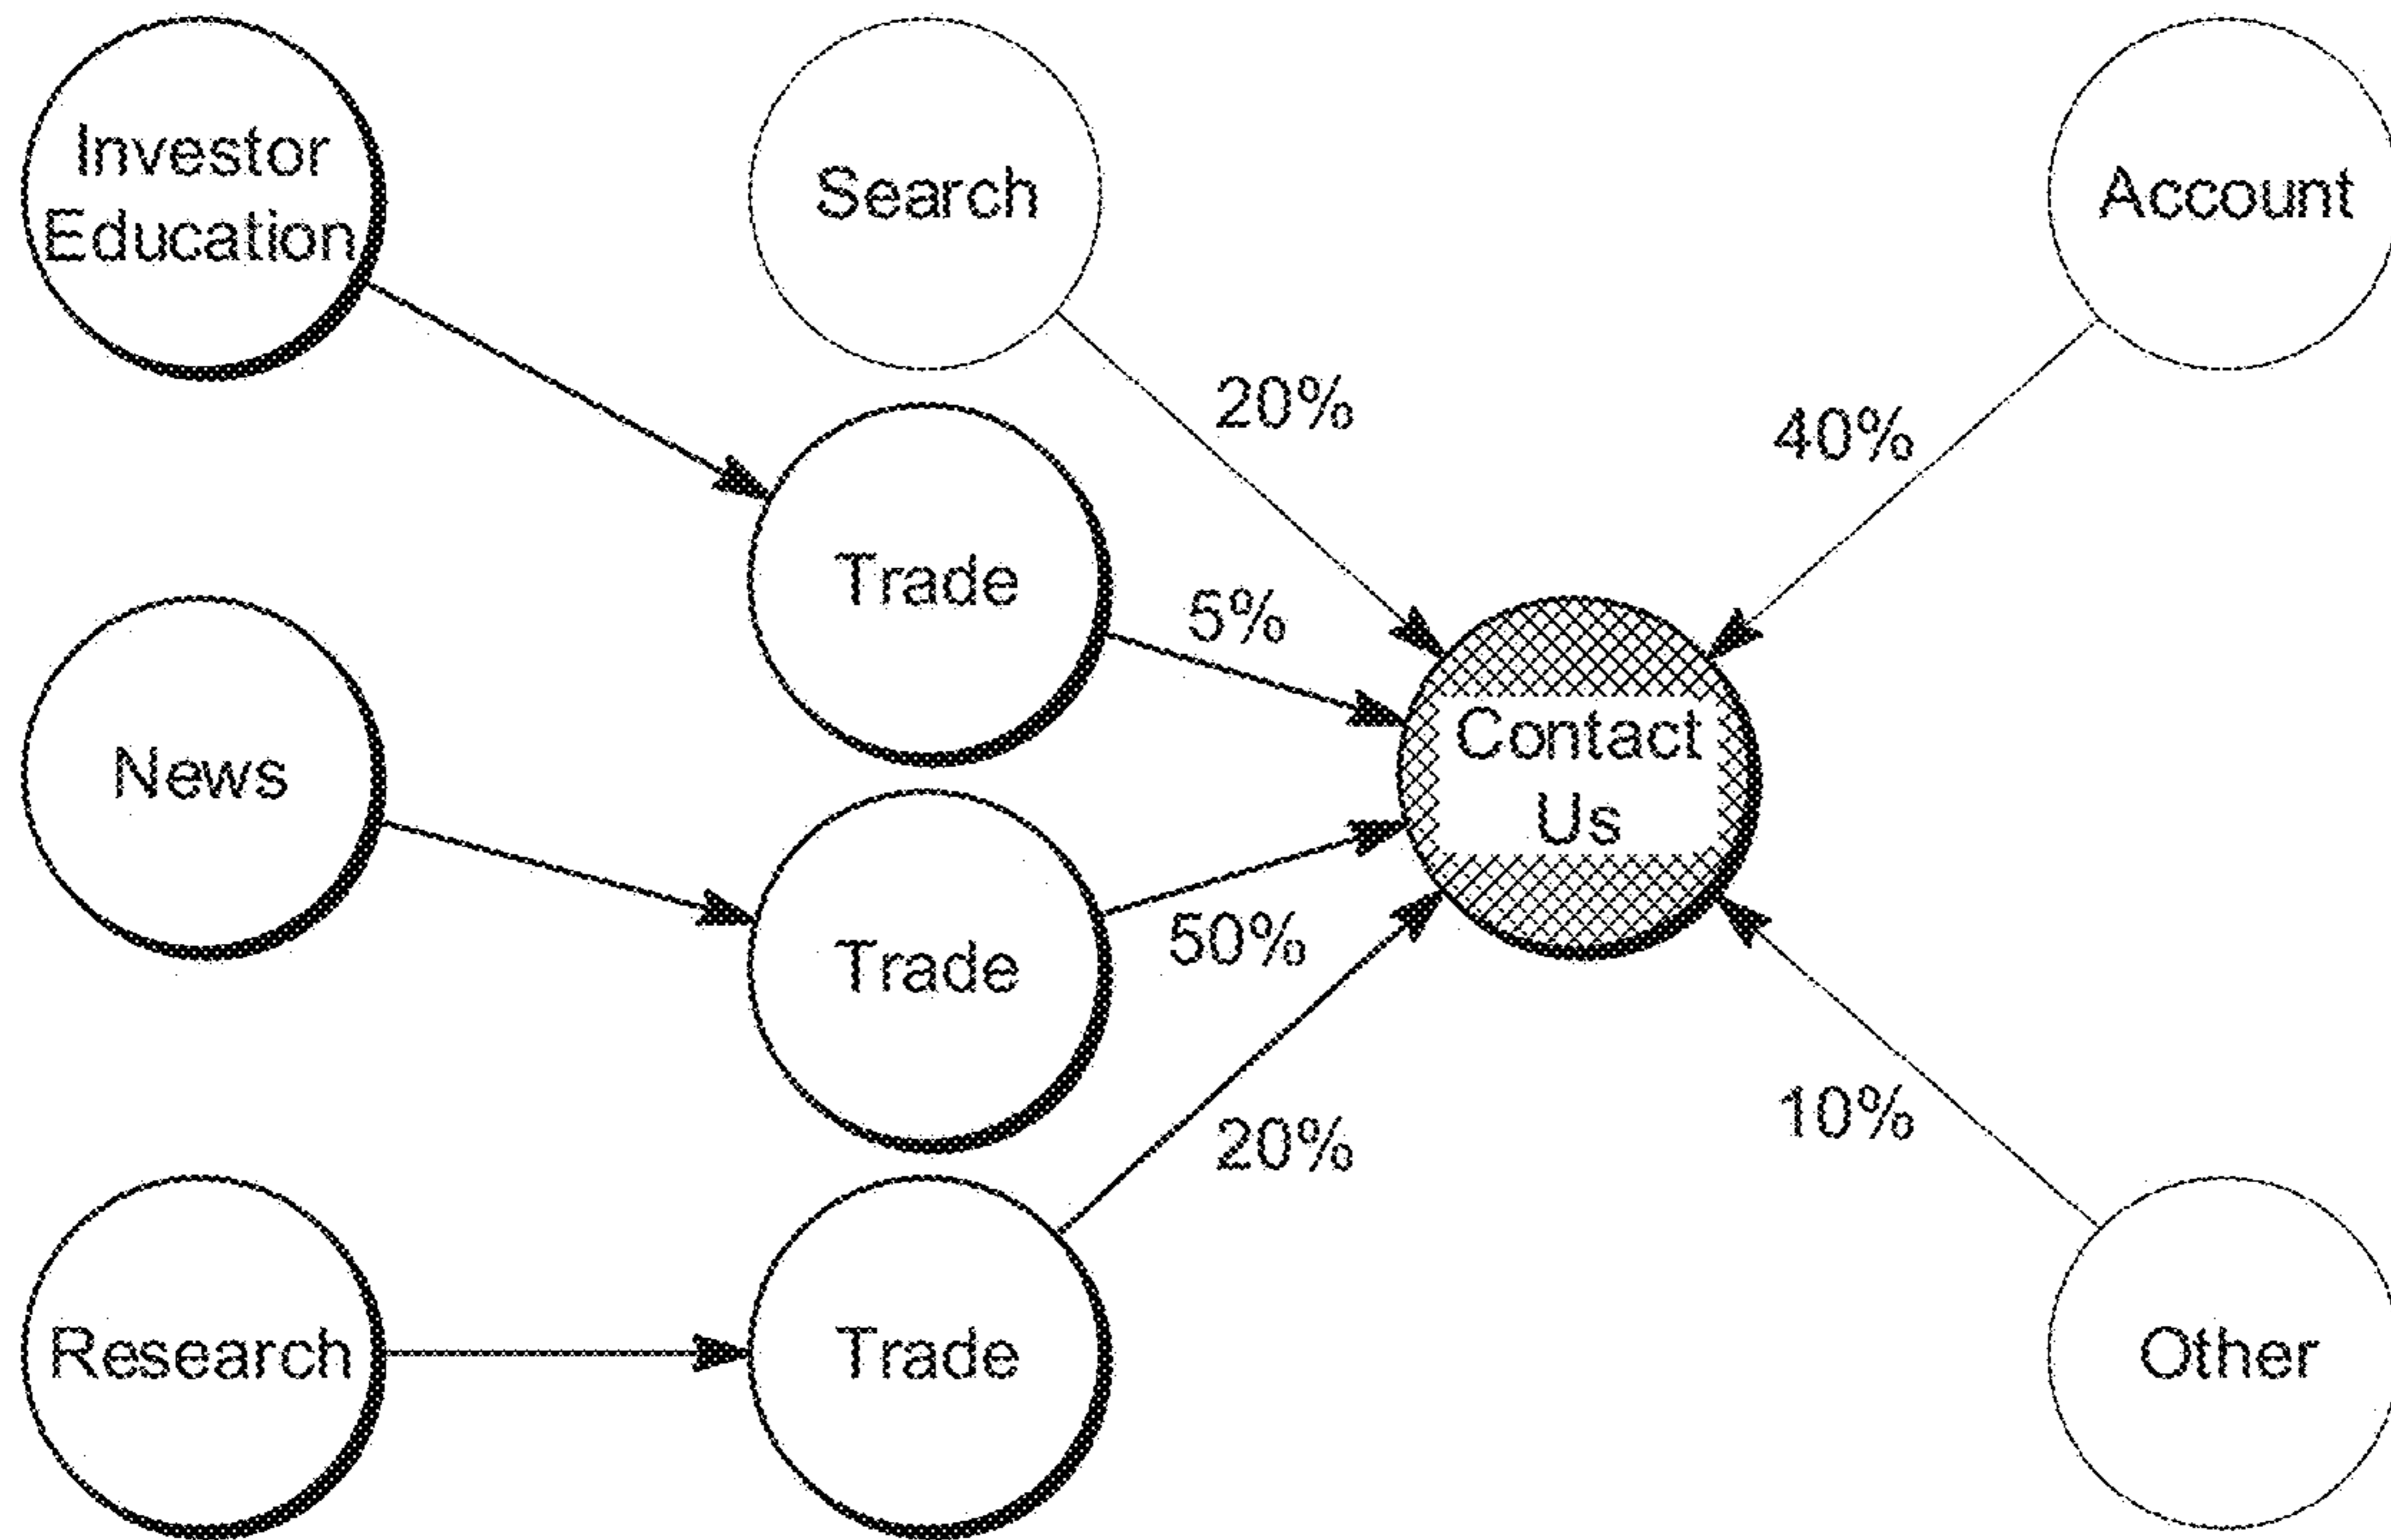 Investor
Education
Search
Account
20%
40%
Trade
5%
News
Contact
Us
Trade
50%
20%
10%
Research
Trade
Other